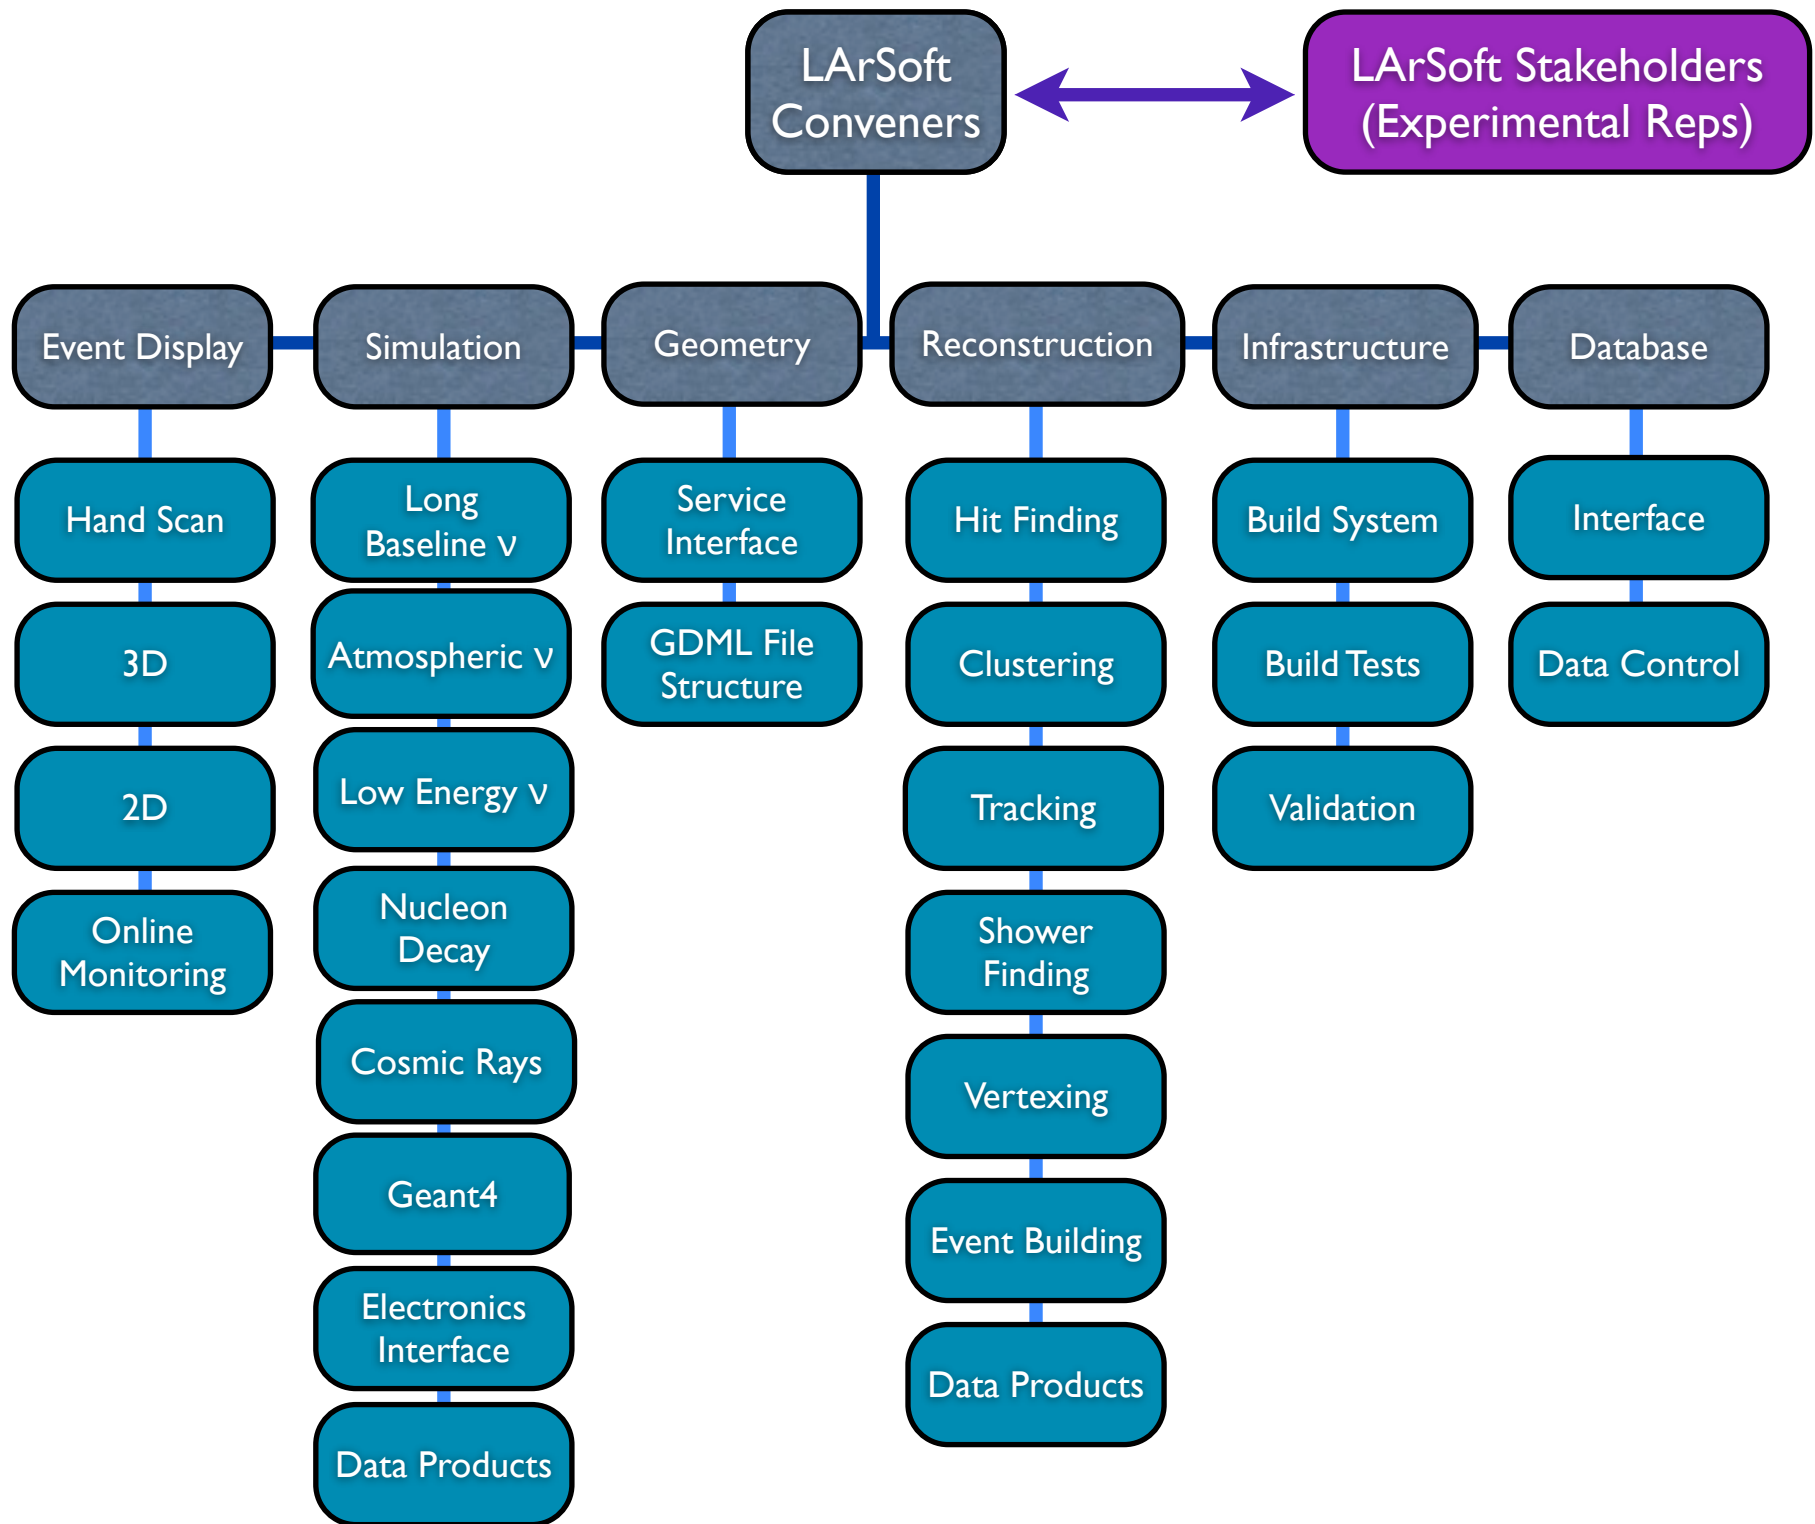 LArSoft
Conveners
LArSoft Stakeholders
(Experimental Reps)
Event Display
Simulation
Geometry
Reconstruction
Infrastructure
Database
Hand Scan
3D
2D
Online
Monitoring
Long
Baseline ν
Atmospheric ν
Low Energy ν
Nucleon
Decay
Cosmic Rays
Geant4
Electronics
Interface
Data Products
Service
Interface
GDML File
Structure
Hit Finding
Clustering
Tracking
Shower
Finding
Vertexing
Event Building
Data Products
Build System
Build Tests
Validation
Interface
Data Control